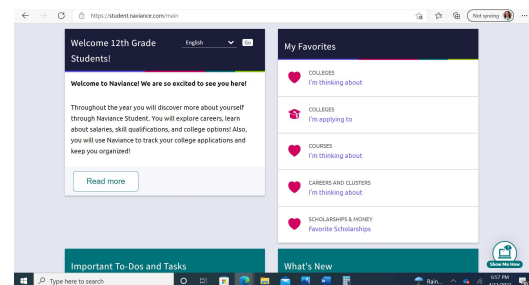 https://student.naviance.com/main
Not syncing
Welcome 12th Grade
Students!
English
Go
Welcome to Naviance! We are so excited to see you here!
Throughout the year you will discover more about yourself
through Naviance Student. You will explore careers, learn
about salaries, skill qualifications, and college options! Also,
you will use Naviance to track your college applications and
keep you organized!
Read more
My Favorites
COLLEGES
I'm thinking about
COLLEGES
I'm applying to
COURSES
I'm thinking about
CAREERS AND CLUSTERS
I'm thinking about
SCHOLARSHIPS & MONEY
Favorite Scholarships
Important To-Dos and Tasks
What's New
Show Me How
Type here to search
Rain...
6:57 PM